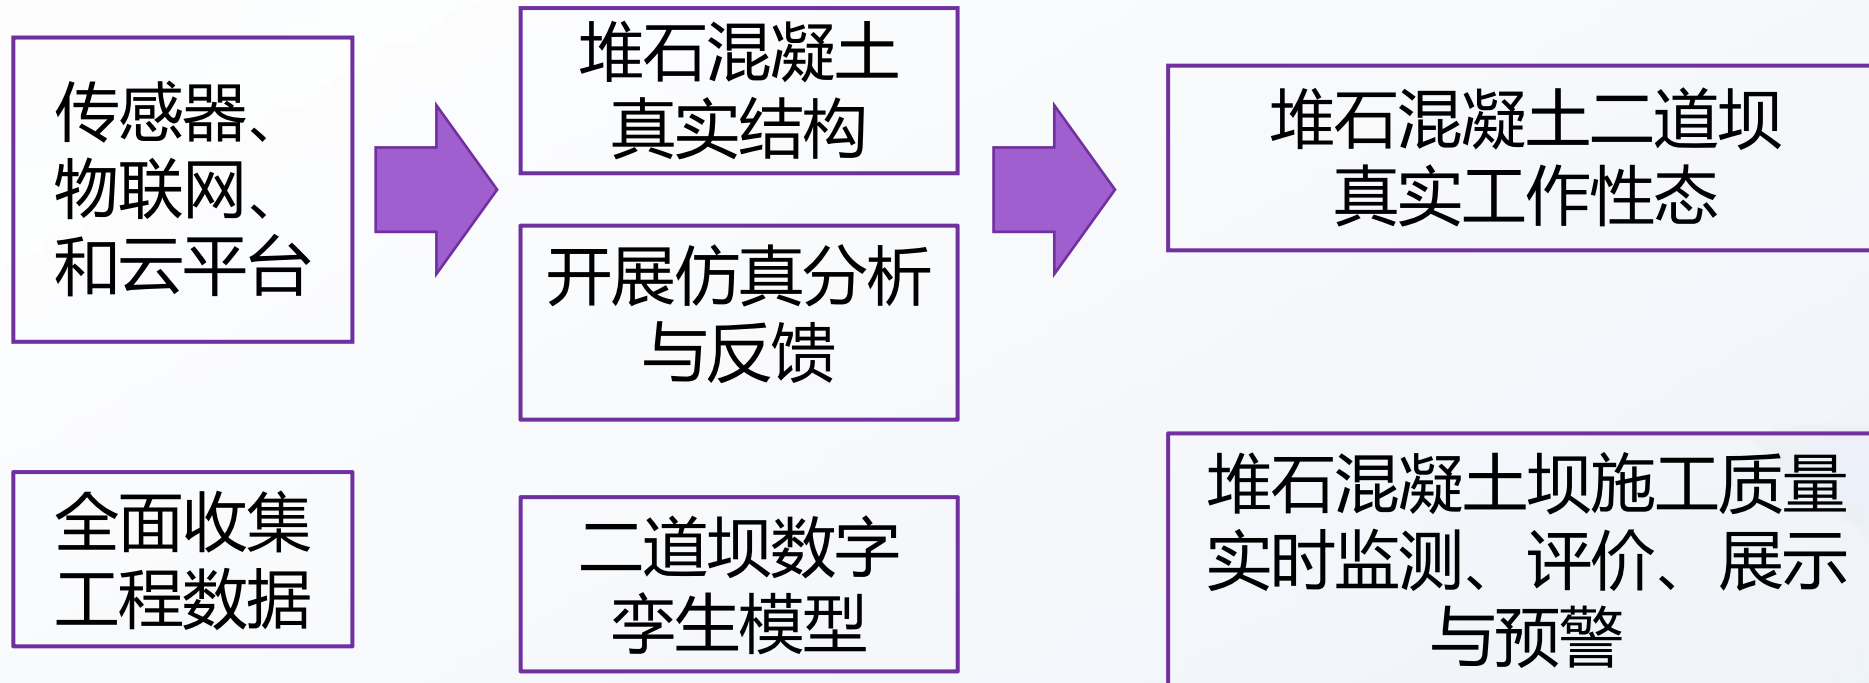 传感器、
物联网、
和云平台
全面收集
工程数据
堆石混凝土
真实结构
开展仿真分析
与反馈
二道坝数字
孪生模型
堆石混凝土二道坝
真实工作性态
堆石混凝土坝施工质量
实时监测、评价、展示
与预警